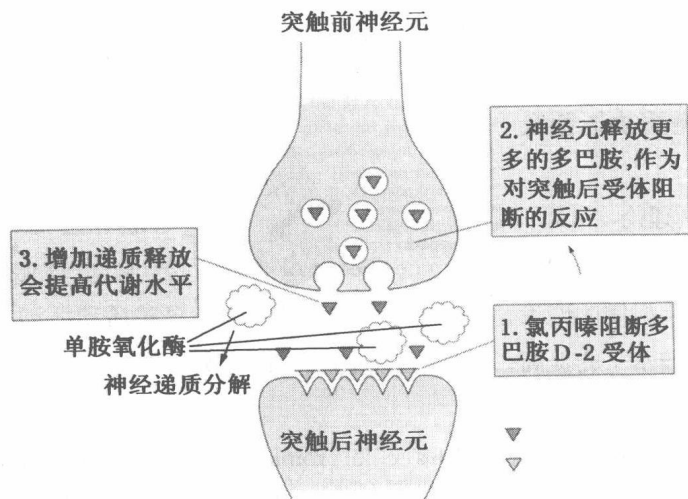 突触前神经元
2. 神经元释放更
多的多巴胺,作为
对突触后受体阻
断的反应
3. 增加递质释放
会提高代谢水平
单胺氧化酶
神经递质分解
1. 氯丙嗪阻断多
巴胺D-2 受体
突触后神经元